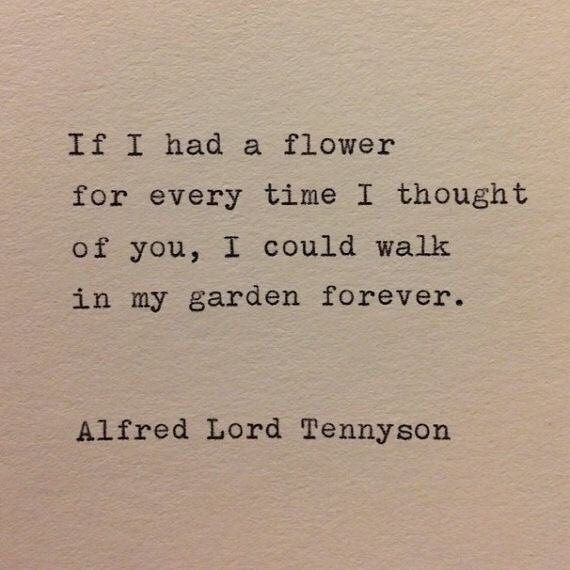 If I had a flower
for every time I thought
of you, I could walk
in my garden forever.
Alfred Lord Tennyson